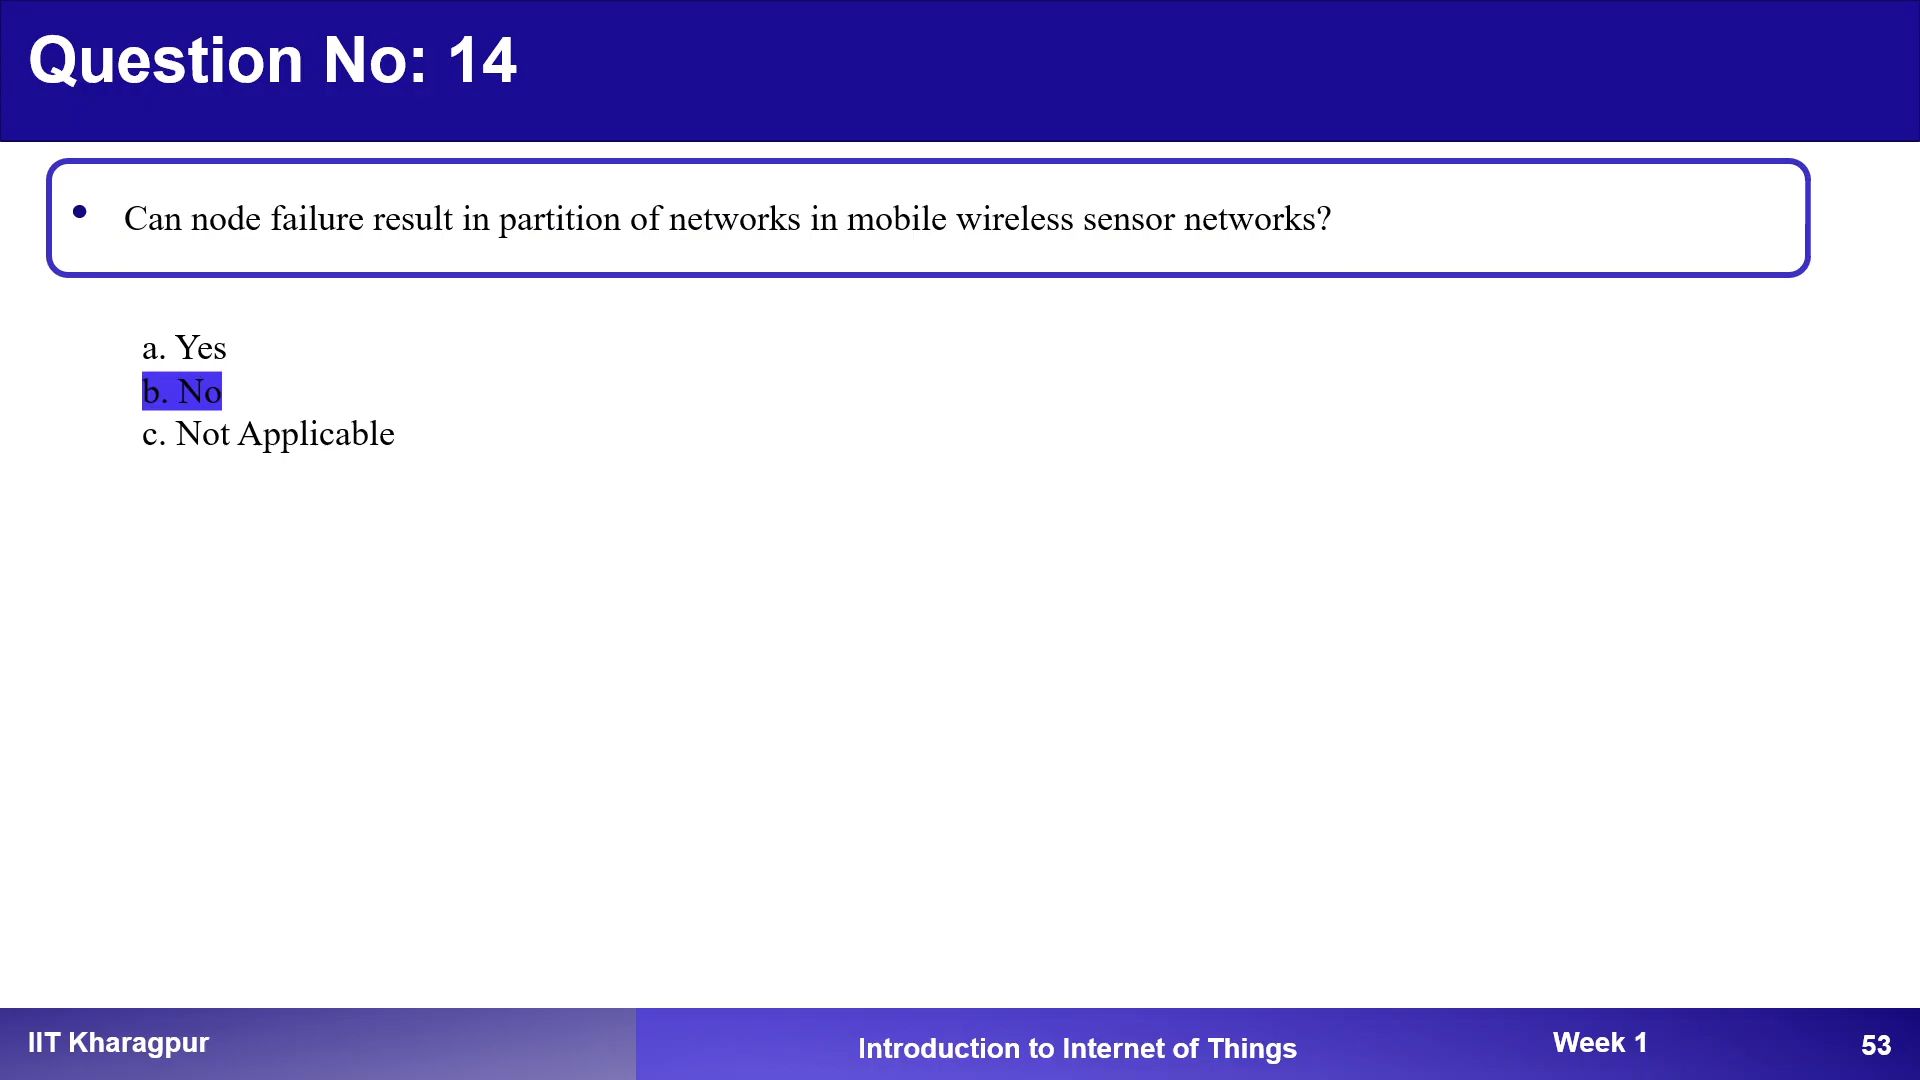 Question No: 14
• Can node failure result in partition of networks in mobile wireless sensor networks?
a. Yes
b. No
c. Not Applicable
IIT Kharagpur
Introduction to Internet of Things
Week 1
53